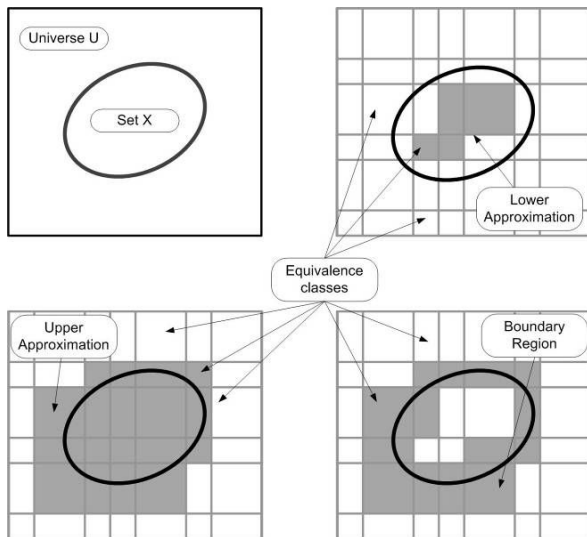 Universe U
Set X
Lower
Approximation
Equivalence
classes
Upper
Approximation
Boundary
Region